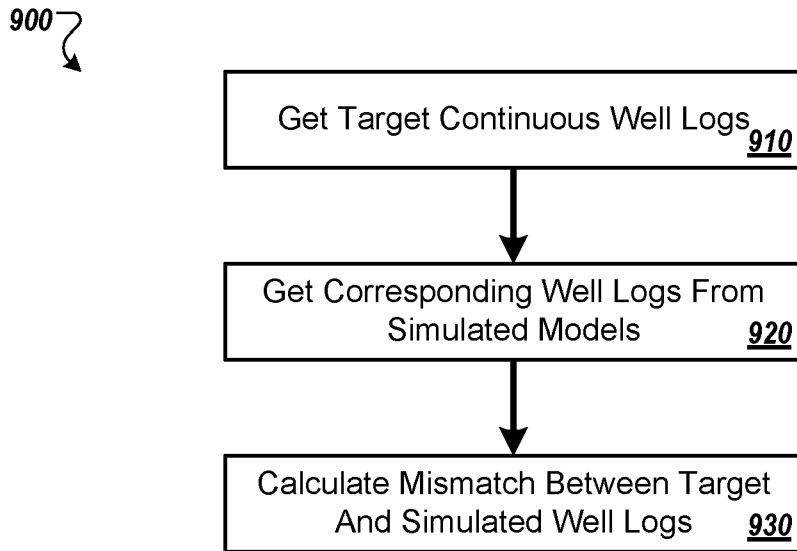 900
Get Target Continuous Well Logs
910
Get Corresponding Well Logs From
Simulated Models
920
Calculate Mismatch Between Target
And Simulated Well Logs
930